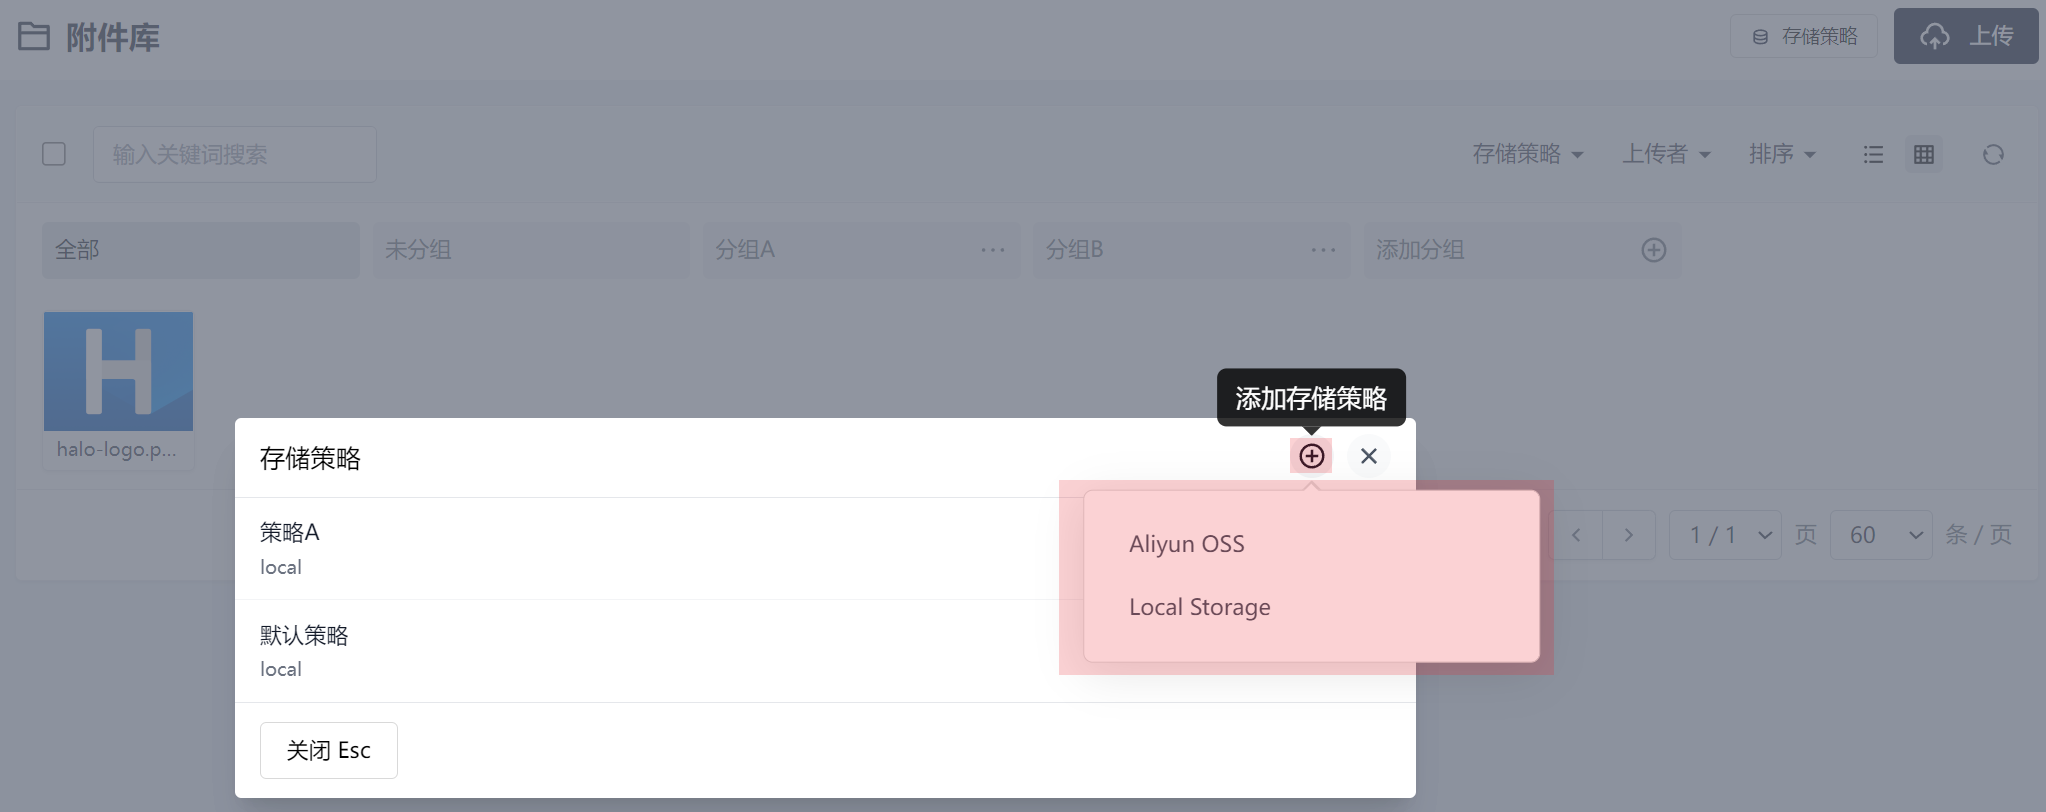 附件库
存储策略
上传
输入关键词搜索
存储策略
上传者
排序
全部
未分组
分组A
分组B
添加分组
halo-logo.p...
添加存储策略
存储策略
策略A
local
默认策略
local
Aliyun OSS
Local Storage
1 / 1
页
60
条 / 页
关闭 Esc